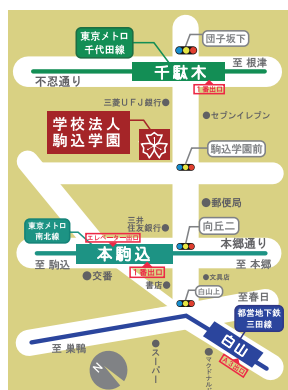 団子坂下
東京メトロ
千代田線
至 根津
千駄木
不忍通り
1番出口
三菱UFJ銀行
セブンイレブン
学校法人
駒込学園
駒込学園前
郵便局
東京メトロ
南北線
三井
住友銀行
向丘二
エレベーター出口
本郷通り
本駒込
至 駒込
1番出口
至 本郷
交番
文具店
書店
白山上
至春日
都営地下鉄
三田線
白山
至 巣鴨
A3出口
スーパー
マクドナルド
N